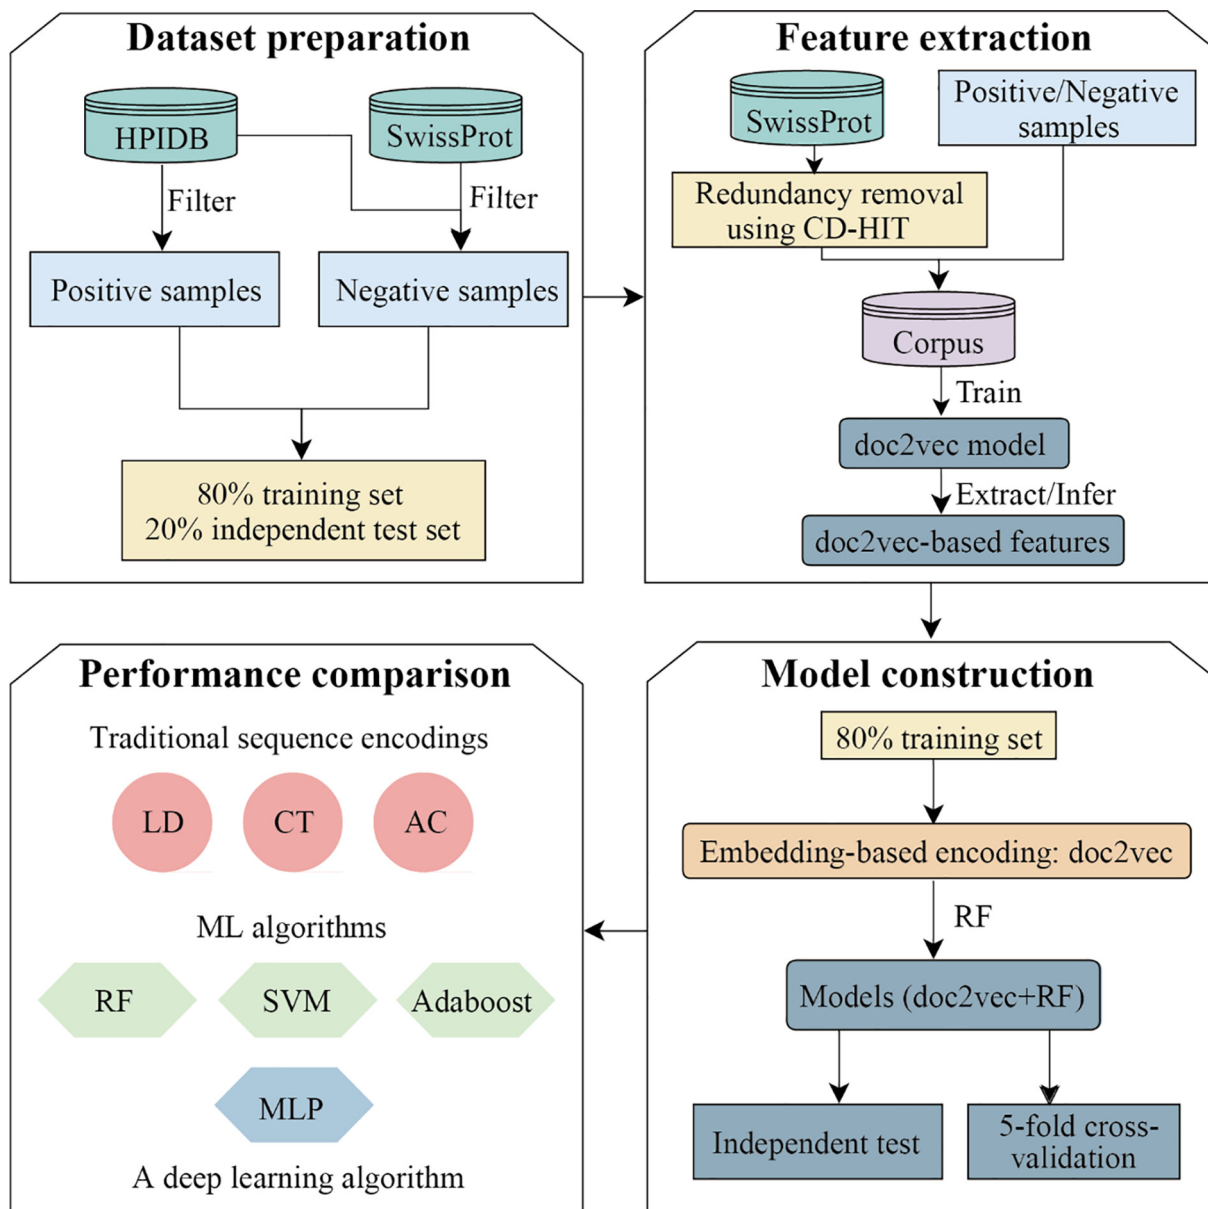 Dataset preparation
HPIDB
SwissProt
Filter
Filter
Positive samples
Negative samples
80% training set
20% independent test set
Feature extraction
SwissProt
Positive/Negative
samples
Redundancy removal
using CD-HIT
Corpus
Train
doc2vec model
Extract/Infer
doc2vec-based features
Model construction
80% training set
Embedding-based encoding: doc2vec
RF
Models (doc2vec+RF)
Independent test
5-fold cross-
validation
Performance comparison
Traditional sequence encodings
LD
CT
AC
ML algorithms
RF
SVM
Adaboost
MLP
A deep learning algorithm